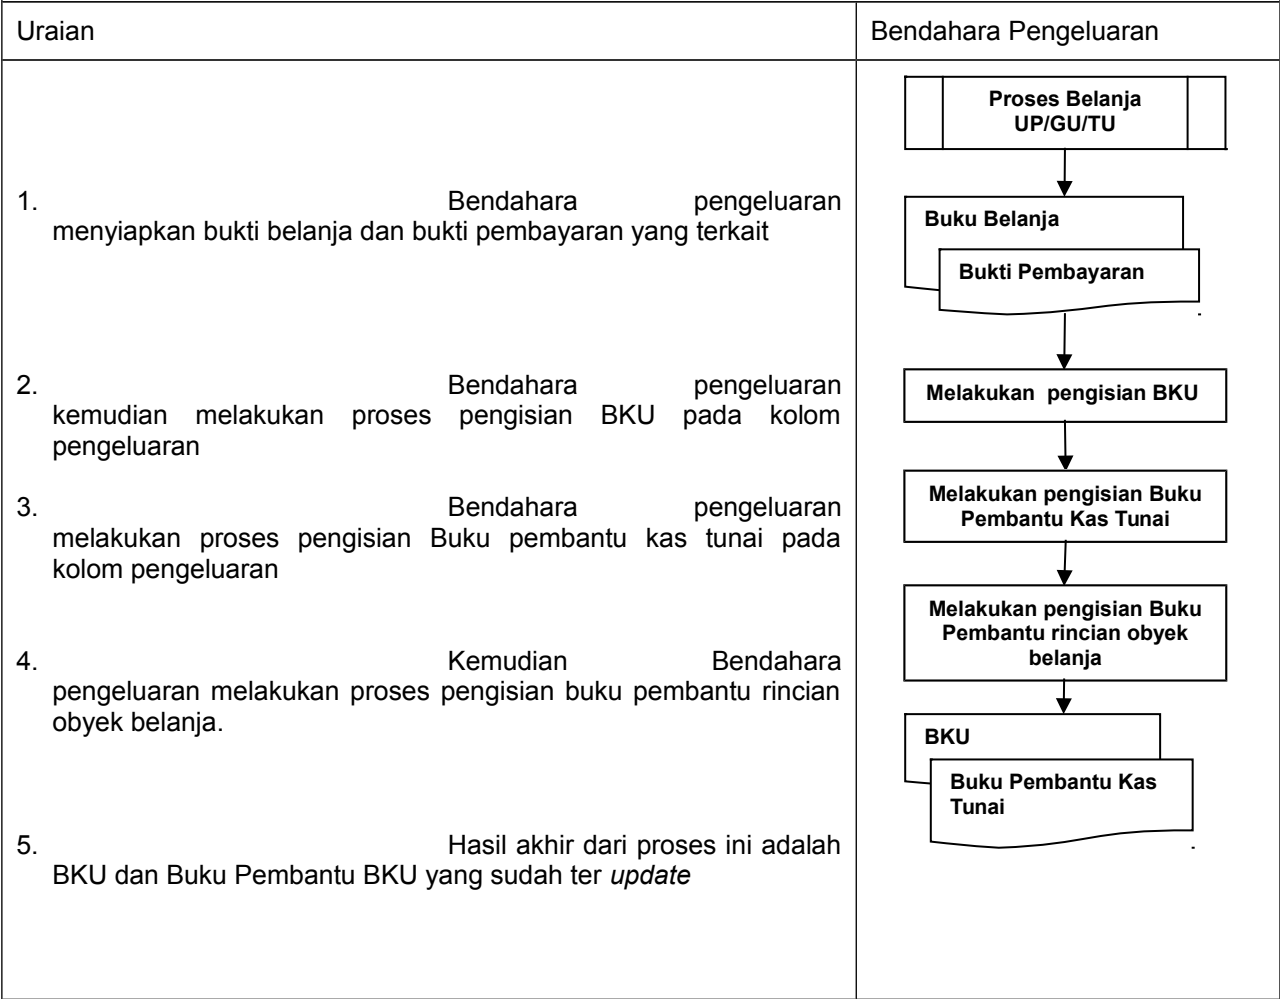 Uraian
Bendahara Pengeluaran
1. Bendahara pengeluaran
menyiapkan bukti belanja dan bukti pembayaran yang terkait
2. Bendahara pengeluaran
kemudian melakukan proses pengisian BKU pada kolom
pengeluaran
3. Bendahara pengeluaran
melakukan proses pengisian Buku pembantu kas tunai pada
kolom pengeluaran
4. Kemudian Bendahara
pengeluaran melakukan proses pengisian buku pembantu rincian
obyek belanja.
5. Hasil akhir dari proses ini adalah
BKU dan Buku Pembantu BKU yang sudah ter update
Proses Belanja
UP/GU/TU
Buku Belanja
Bukti Pembayaran
Melakukan pengisian BKU
Melakukan pengisian Buku
Pembantu Kas Tunai
Melakukan pengisian Buku
Pembantu rincian obyek
belanja
BKU
Buku Pembantu Kas
Tunai